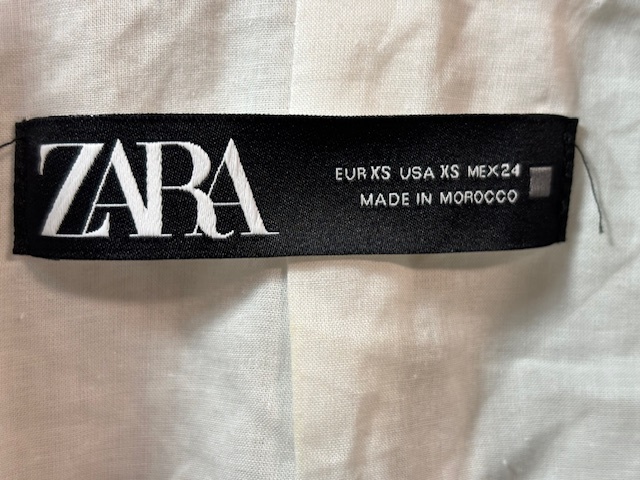 ZARA
EUR XS USA XS MEX 24
MADE IN MOROCCO